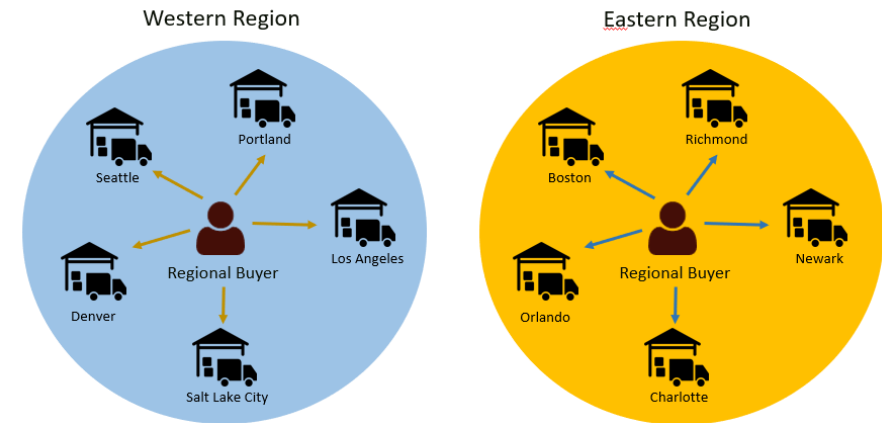 Western Region
Portland
Seattle
Los Angeles
Regional Buyer
Denver
Salt Lake City
Eastern Region
Richmond
Boston
Newark
Regional Buyer
Orlando
Charlotte